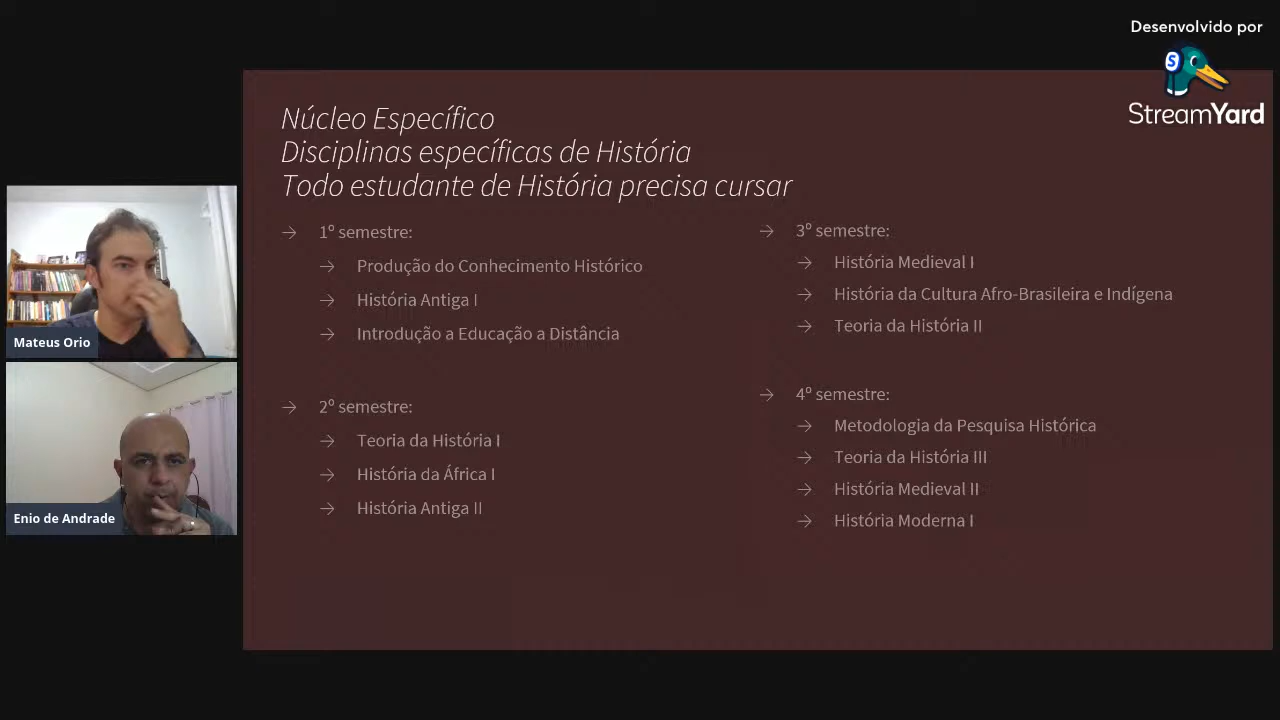 Desenvolvido por
StreamYard
Núcleo Específico
Disciplinas específicas de História
Todo estudante de História precisa cursar
→ 1º semestre:
→ Produção do Conhecimento Histórico
→ História Antiga I
→ Introdução a Educação a Distância
→ 2º semestre:
→ Teoria da História I
→ História da África I
→ História Antiga II
→ 3º semestre:
→ História Medieval I
→ História da Cultura Afro-Brasileira e Indígena
→ Teoria da História II
→ 4º semestre:
→ Metodologia da Pesquisa Histórica
→ Teoria da História III
→ História Medieval II
→ História Moderna I
Mateus Orio
Enio de Andrade